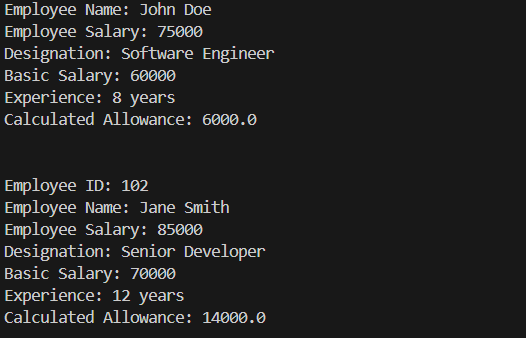 Employee Name: John Doe
Employee Salary: 75000
Designation: Software Engineer
Basic Salary: 60000
Experience: 8 years
Calculated Allowance: 6000.0
Employee ID: 102
Employee Name: Jane Smith
Employee Salary: 85000
Designation: Senior Developer
Basic Salary: 70000
Experience: 12 years
Calculated Allowance: 14000.0